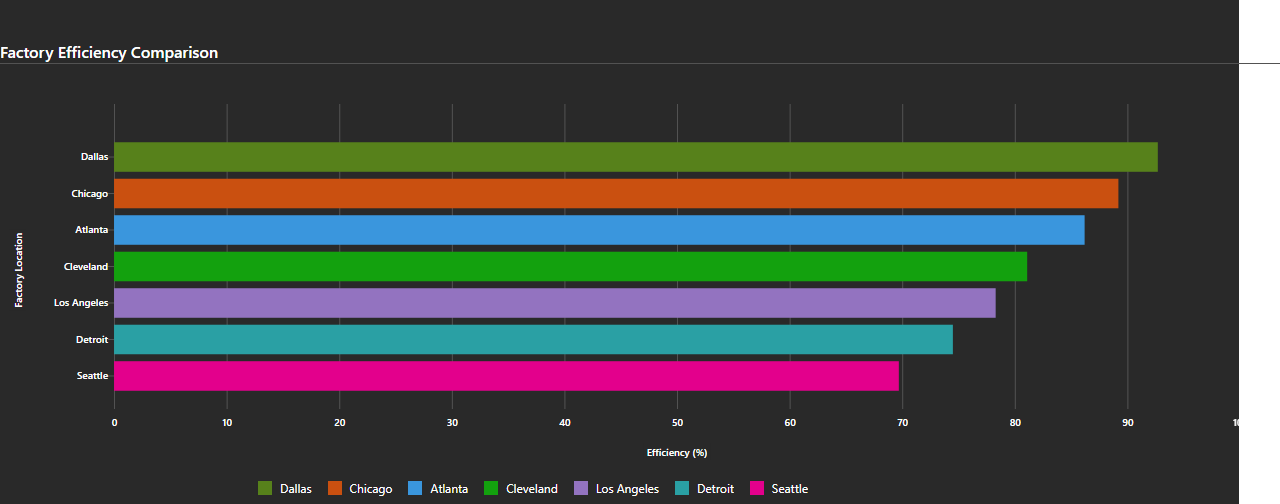 Factory Efficiency Comparison
Dallas
Chicago
Atlanta
Cleveland
Los Angeles
Detroit
Seattle
Factory Location
0 10 20 30 40 50 60 70 80 90
Efficiency (%)
Dallas Chicago Atlanta Cleveland Los Angeles Detroit Seattle